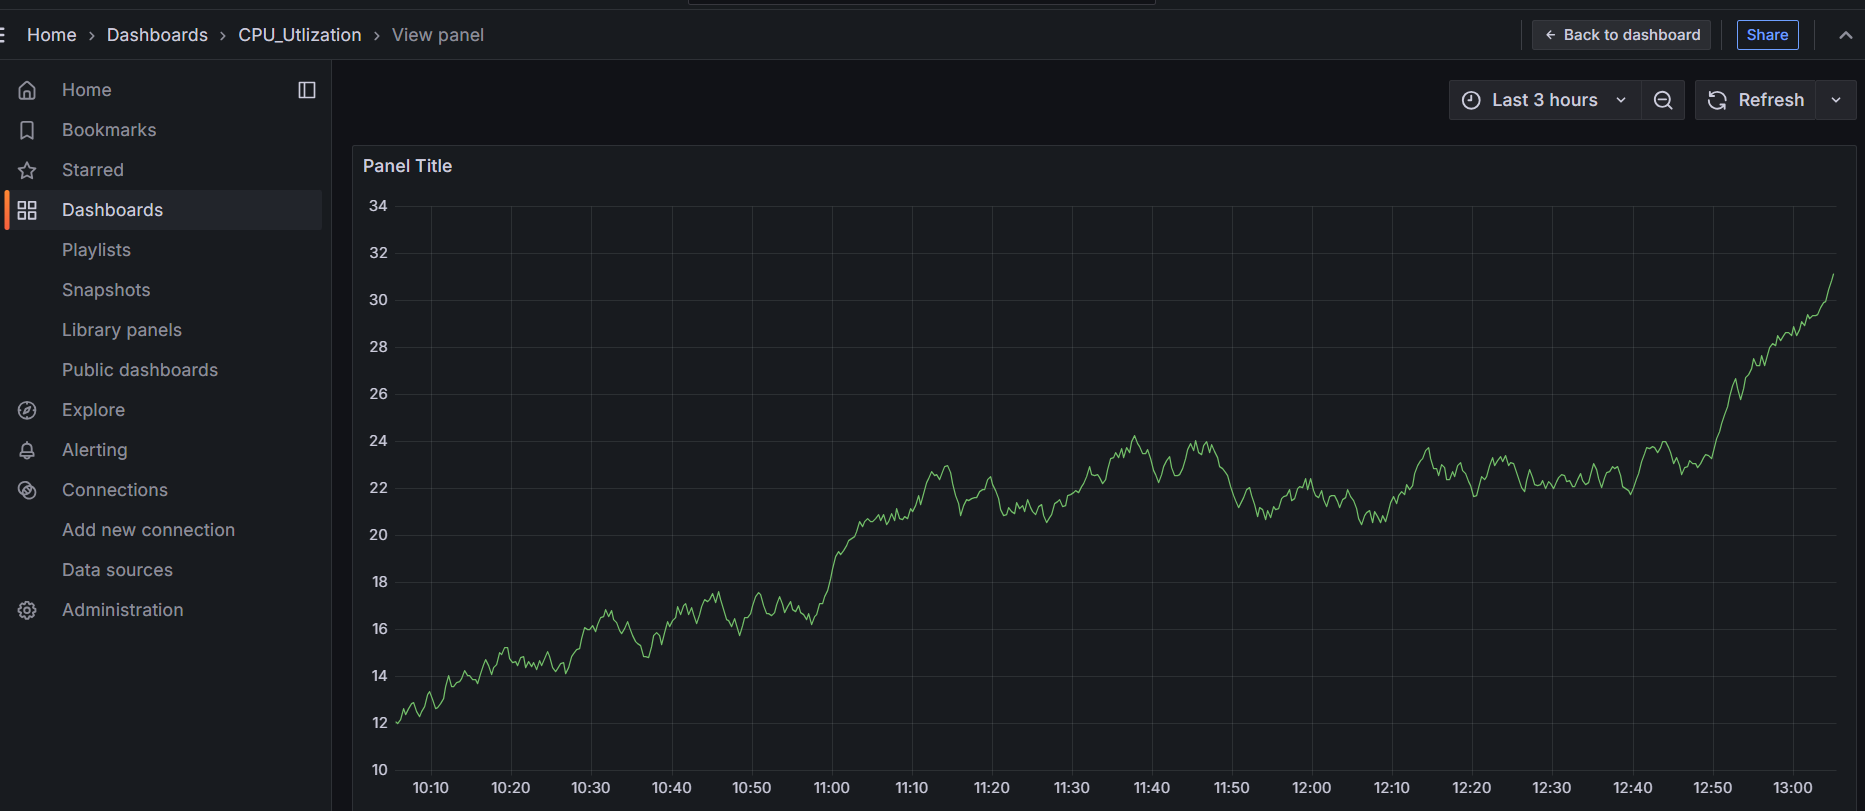 Home › Dashboards › CPU_Utlization › View panel
← Back to dashboard
Share
Home
Bookmarks
Starred
Dashboards
Playlists
Snapshots
Library panels
Public dashboards
Explore
Alerting
Connections
Add new connection
Data sources
Administration
Last 3 hours
Refresh
Panel Title
34
32
30
28
26
24
22
20
18
16
14
12
10
10:10 10:20 10:30 10:40 10:50 11:00 11:10 11:20 11:30 11:40 11:50 12:00 12:10 12:20 12:30 12:40 12:50 13:00